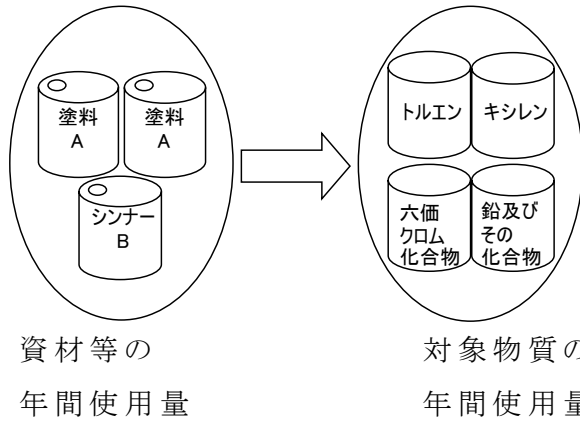 塗料
A
塗料
A
シンナー
B
トルエン
キシレン
六価
クロム
化合物
鉛及び
その
化合物
資材等の
年間使用量
対象物質の
年間使用量